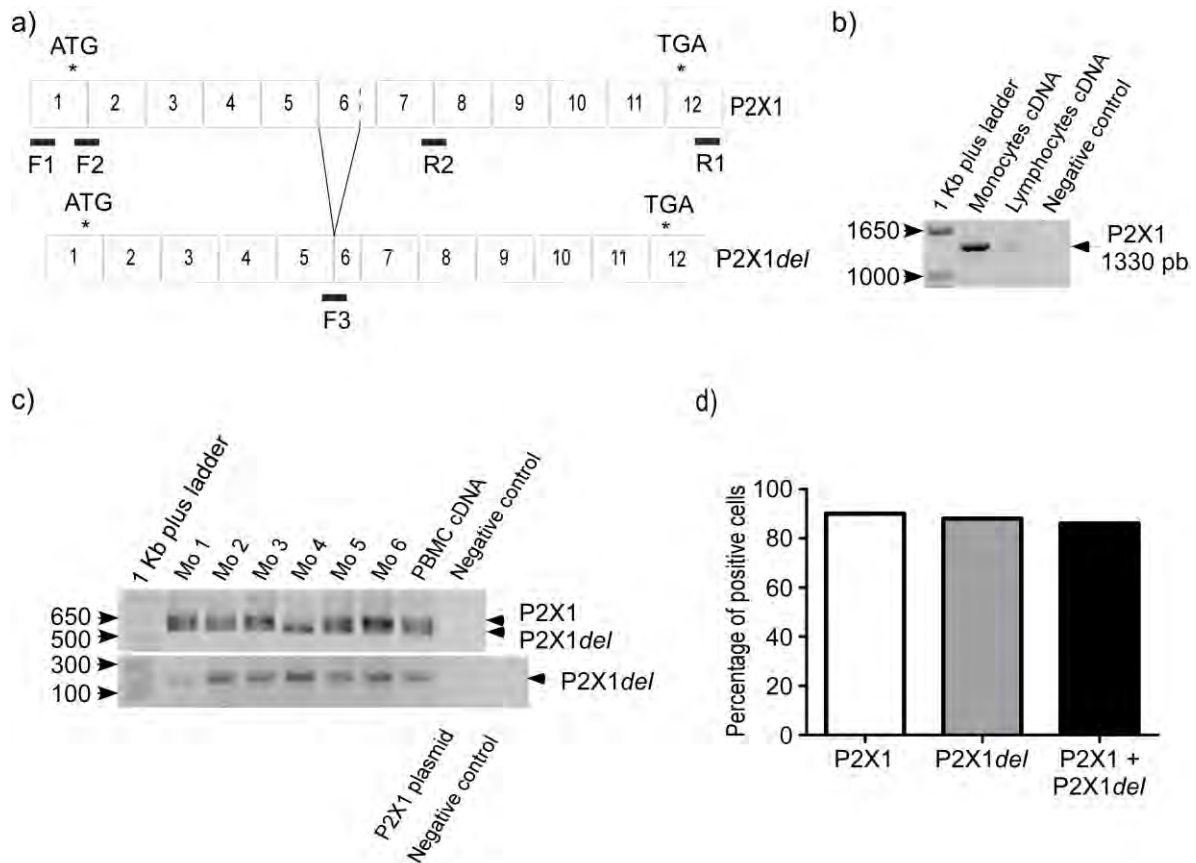 a)
ATG
*
TGA
*
1 2 3 4 5 6 7 8 9 10 11 12 P2X1
F1 F2 R2 R1
ATG
*
TGA
*
1 2 3 4 5 6 7 8 9 10 11 12 P2X1del
F3
b)
1 Kb plus ladder
Monocytes cDNA
Lymphocytes cDNA
Negative control
1650
1000
P2X1
1330 pb
c)
1 Kb plus ladder
Mo 1
Mo 2
Mo 3
Mo 4
Mo 5
Mo 6
PBMC cDNA
Negative control
650
500
P2X1
P2X1del
300
100
P2X1del
P2X1 plasmid
Negative control
d)
Percentage of positive cells
100
80
60
40
20
0
P2X1
P2X1del
P2X1 +
P2X1del